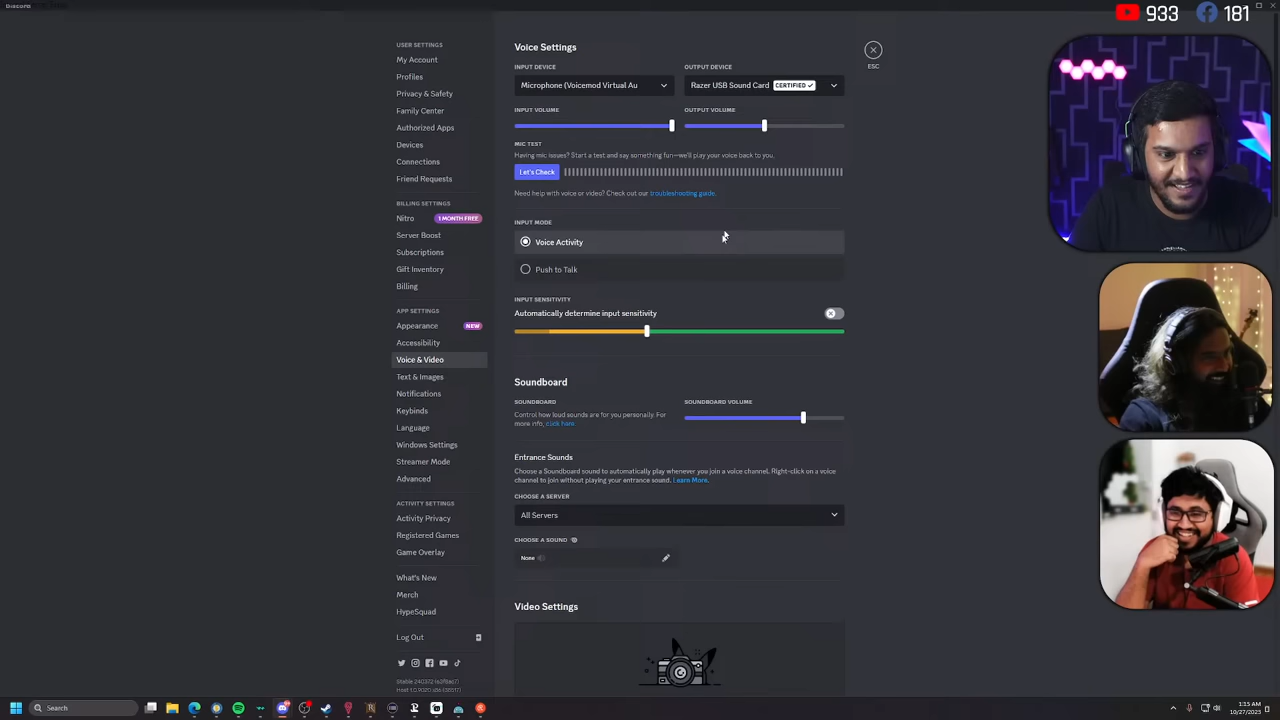 Discord
933
181
USER SETTINGS
My Account
Profiles
Privacy & Safety
Family Center
Authorized Apps
Devices
Connections
Friend Requests
BILLING SETTINGS
Nitro 1 MONTH FREE
Server Boost
Subscriptions
Gift Inventory
Billing
APP SETTINGS
Appearance NEW
Accessibility
Voice & Video
Text & Images
Notifications
Keybinds
Language
Windows Settings
Streamer Mode
Advanced
ACTIVITY SETTINGS
Activity Privacy
Registered Games
Game Overlay
What's New
Merch
HypeSquad
Log Out
Voice Settings
ESC
INPUT DEVICE
Microphone (Voicemod Virtual Au
OUTPUT DEVICE
Razer USB Sound Card CERTIFIED
INPUT VOLUME
OUTPUT VOLUME
MIC TEST
Having mic issues? Start a test and say something fun—we'll play your voice back to you.
Let's Check
Need help with voice or video? Check out our troubleshooting guide.
INPUT MODE
Voice Activity
Push to Talk
INPUT SENSITIVITY
Automatically determine input sensitivity
Soundboard
SOUNDBOARD
Control how loud sounds are for you personally. For
more info, click here.
SOUNDBOARD VOLUME
Entrance Sounds
Choose a Soundboard sound to automatically play whenever you join a voice channel. Right-click on a voice
channel to join without playing your entrance sound. Learn More.
CHOOSE A SERVER
All Servers
CHOOSE A SOUND
None
Video Settings
Search
1:35 AM
10/27/2023